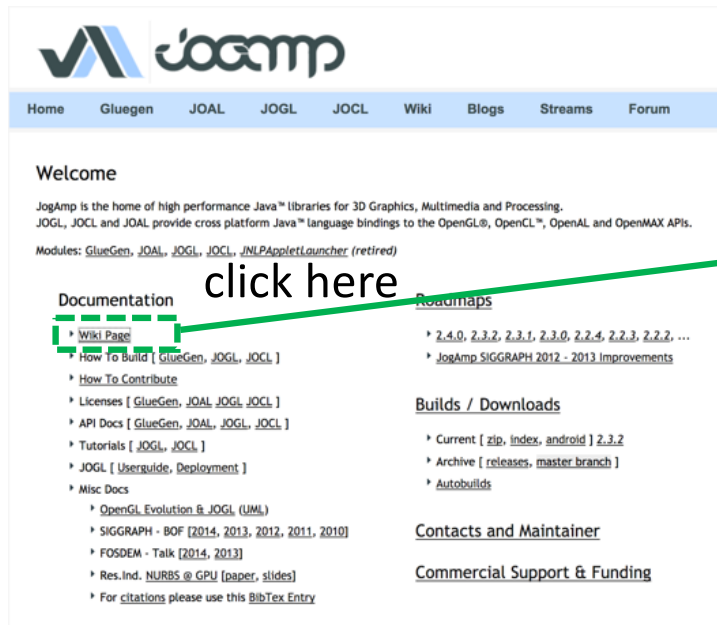 JogAmp
Home Gluegen JOAL JOGL JOCL Wiki Blogs Streams Forum
Welcome
JogAmp is the home of high performance Java™ libraries for 3D Graphics, Multimedia and Processing.
JOGL, JOCL and JOAL provide cross platform Java™ language bindings to the OpenGL®, OpenCL™, OpenAL and OpenMAX APIs.
Modules: GlueGen, JOAL, JOGL, JOCL, JNLPAppletLauncher (retired)
click here
Documentation
Wiki Page
How To Build [ GlueGen, JOGL, JOCL ]
How To Contribute
Licenses [ GlueGen, JOAL JOGL JOCL ]
API Docs [ GlueGen, JOAL, JOGL, JOCL ]
Tutorials [ JOGL, JOCL ]
JOGL [ Userguide, Deployment ]
Misc Docs
OpenGL Evolution & JOGL (UML)
SIGGRAPH - BOF [2014, 2013, 2012, 2011, 2010]
FOSDEM - Talk [2014, 2013]
Res.Ind. NURBS @ GPU [paper, slides]
For citations please use this BibTex Entry
Roadmaps
2.4.0, 2.3.2, 2.3.1, 2.3.0, 2.2.4, 2.2.3, 2.2.2, ...
JogAmp SIGGRAPH 2012 - 2013 Improvements
Builds / Downloads
Current [ zip, index, android ] 2.3.2
Archive [ releases, master branch ]
Autobuilds
Contacts and Maintainer
Commercial Support & Funding